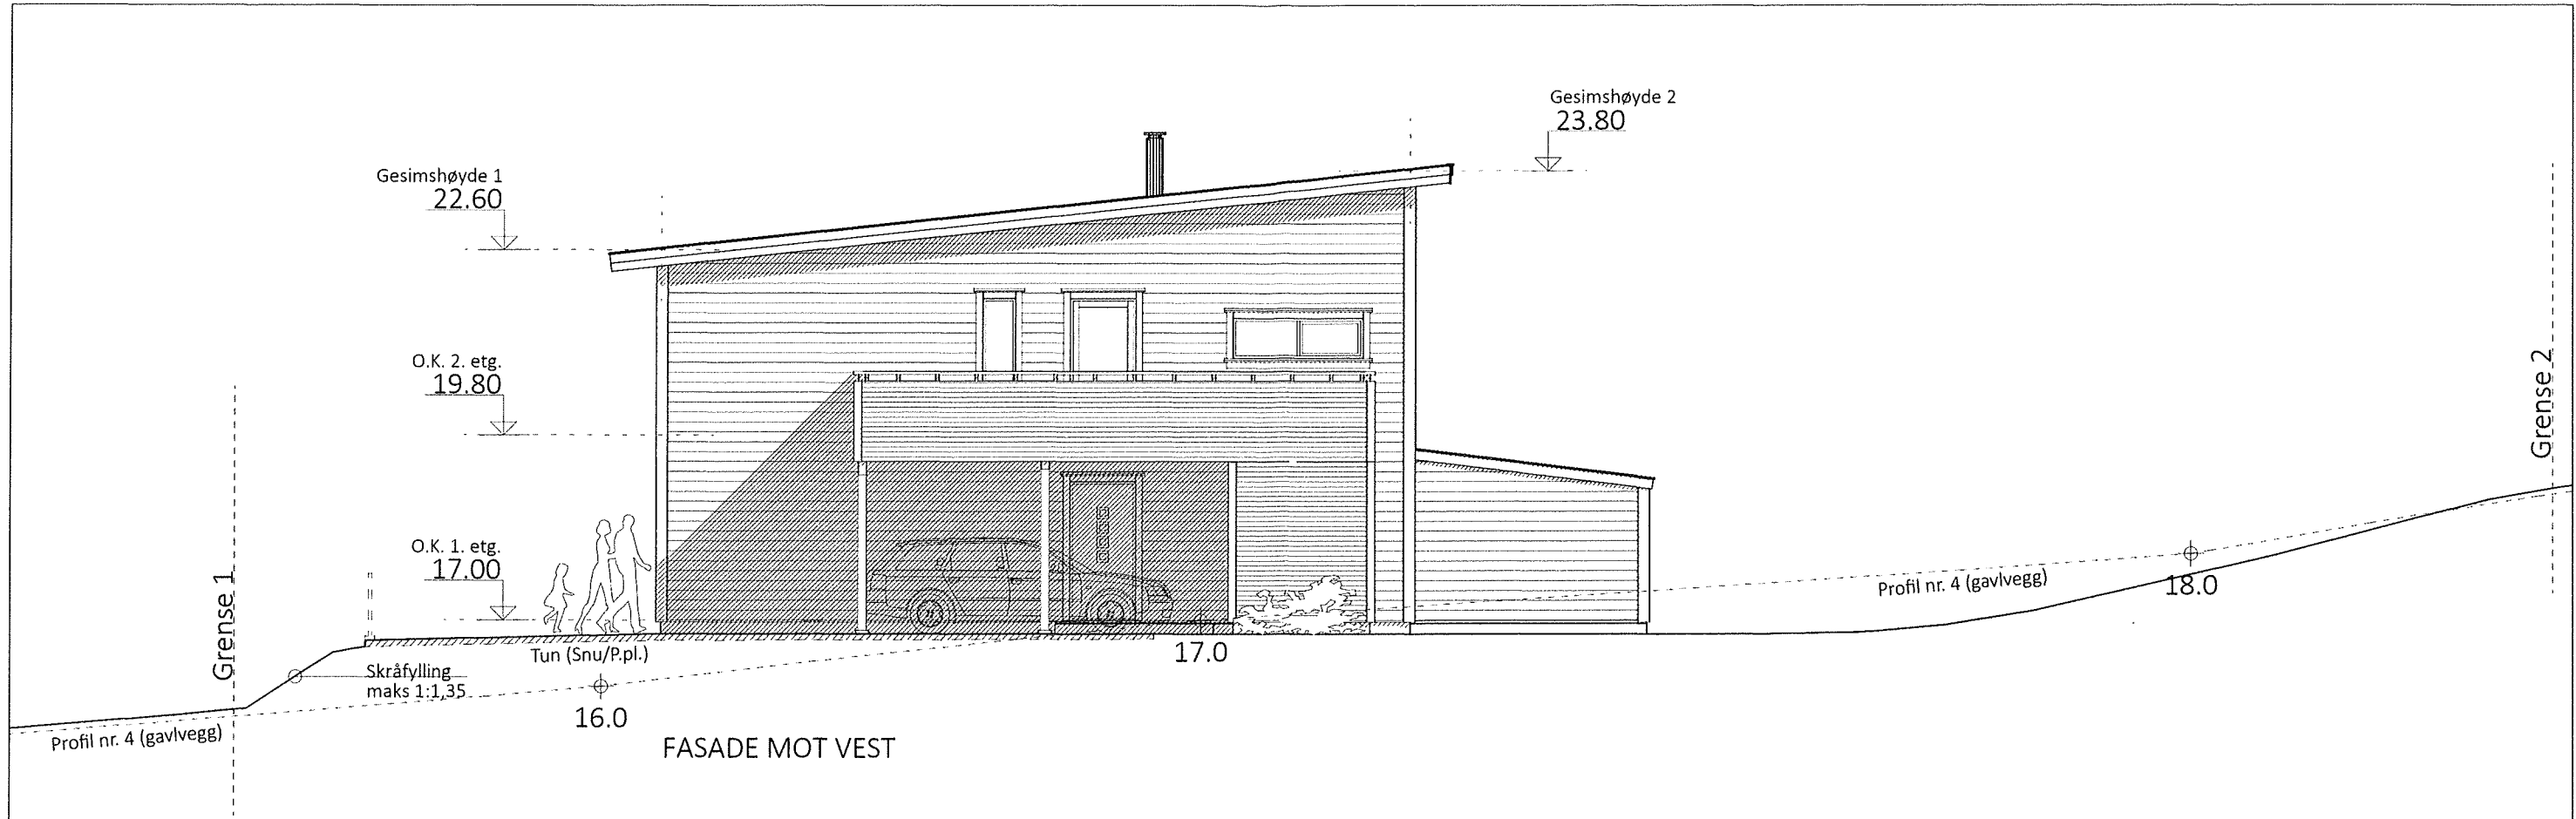 Gesimshøyde 2
23.80
Gesimshøyde 1
22.60
O.K. 2. etg.
19.80
O.K. 1. etg.
17.00
Grense 1
Grense 2
Tun (Snu/P.pl.)
Skråfylling
maks 1:1,35
16.0
17.0
18.0
Profil nr. 4 (gavlvegg)
Profil nr. 4 (gavlvegg)
FASADE MOT VEST